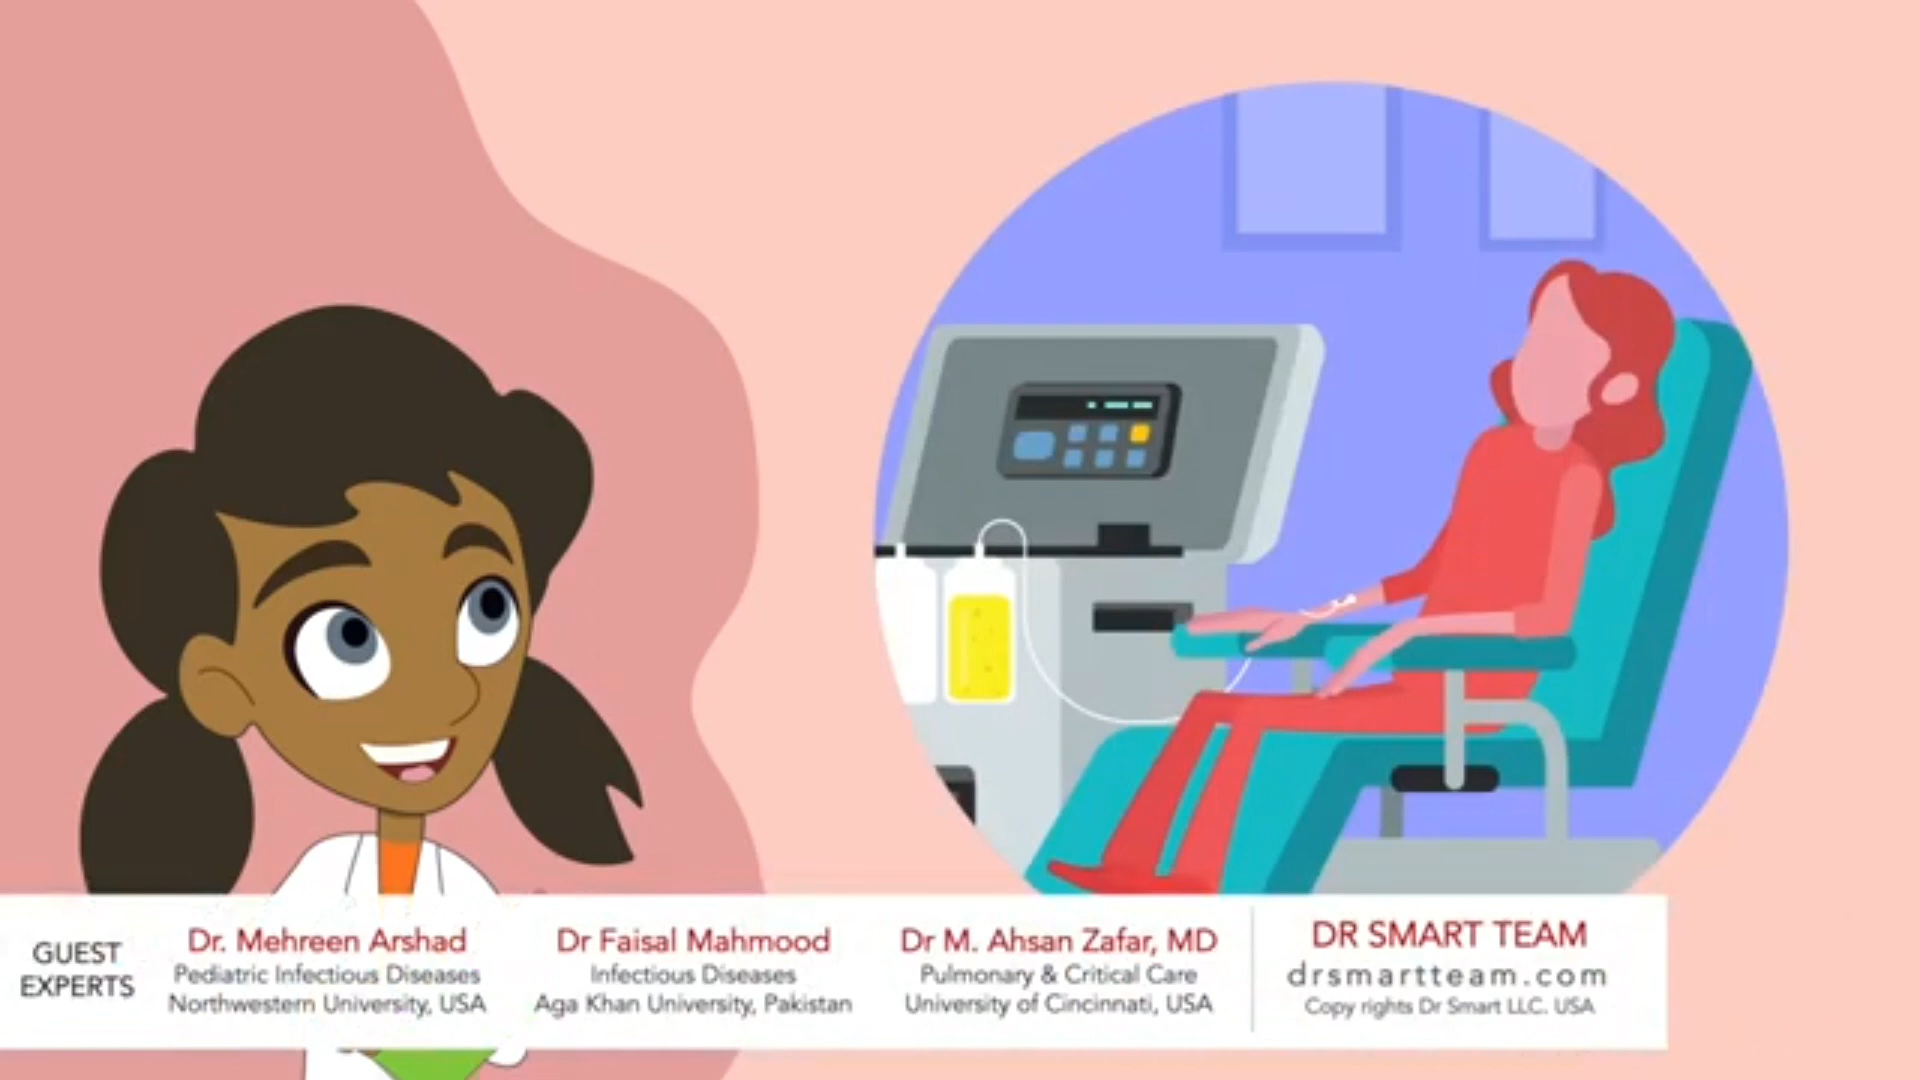 GUEST
EXPERTS
Dr. Mehreen Arshad
Pediatric Infectious Diseases
Northwestern University, USA
Dr Faisal Mahmood
Infectious Diseases
Aga Khan University, Pakistan
Dr M. Ahsan Zafar, MD
Pulmonary & Critical Care
University of Cincinnati, USA
DR SMART TEAM
drsmartteam.com
Copy rights Dr Smart LLC. USA